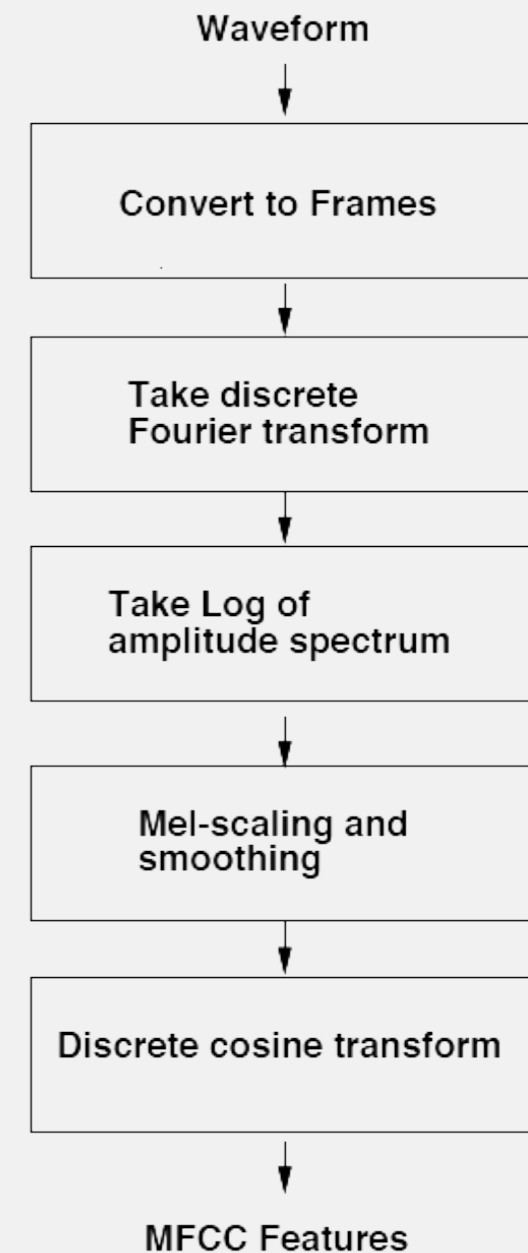 Waveform
Convert to Frames
Take discrete
Fourier transform
Take Log of
amplitude spectrum
Mel-scaling and
smoothing
Discrete cosine transform
MFCC Features